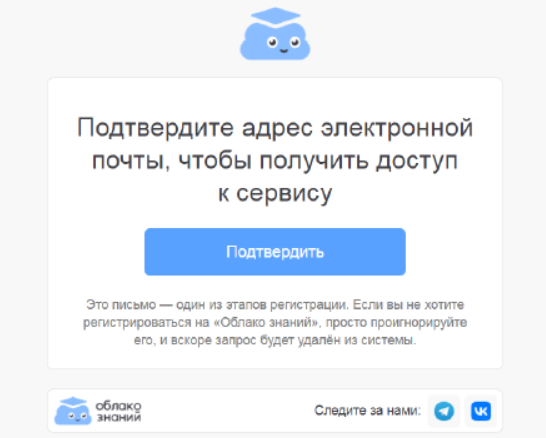 Подтвердите адрес электронной
почты, чтобы получить доступ
к сервису
Подтвердить
Это письмо — один из этапов регистрации. Если вы не хотите
регистрироваться на «Облако знаний», просто проигнорируйте
его, и вскоре запрос будет удалён из системы.
облако
знаний
Следите за нами: